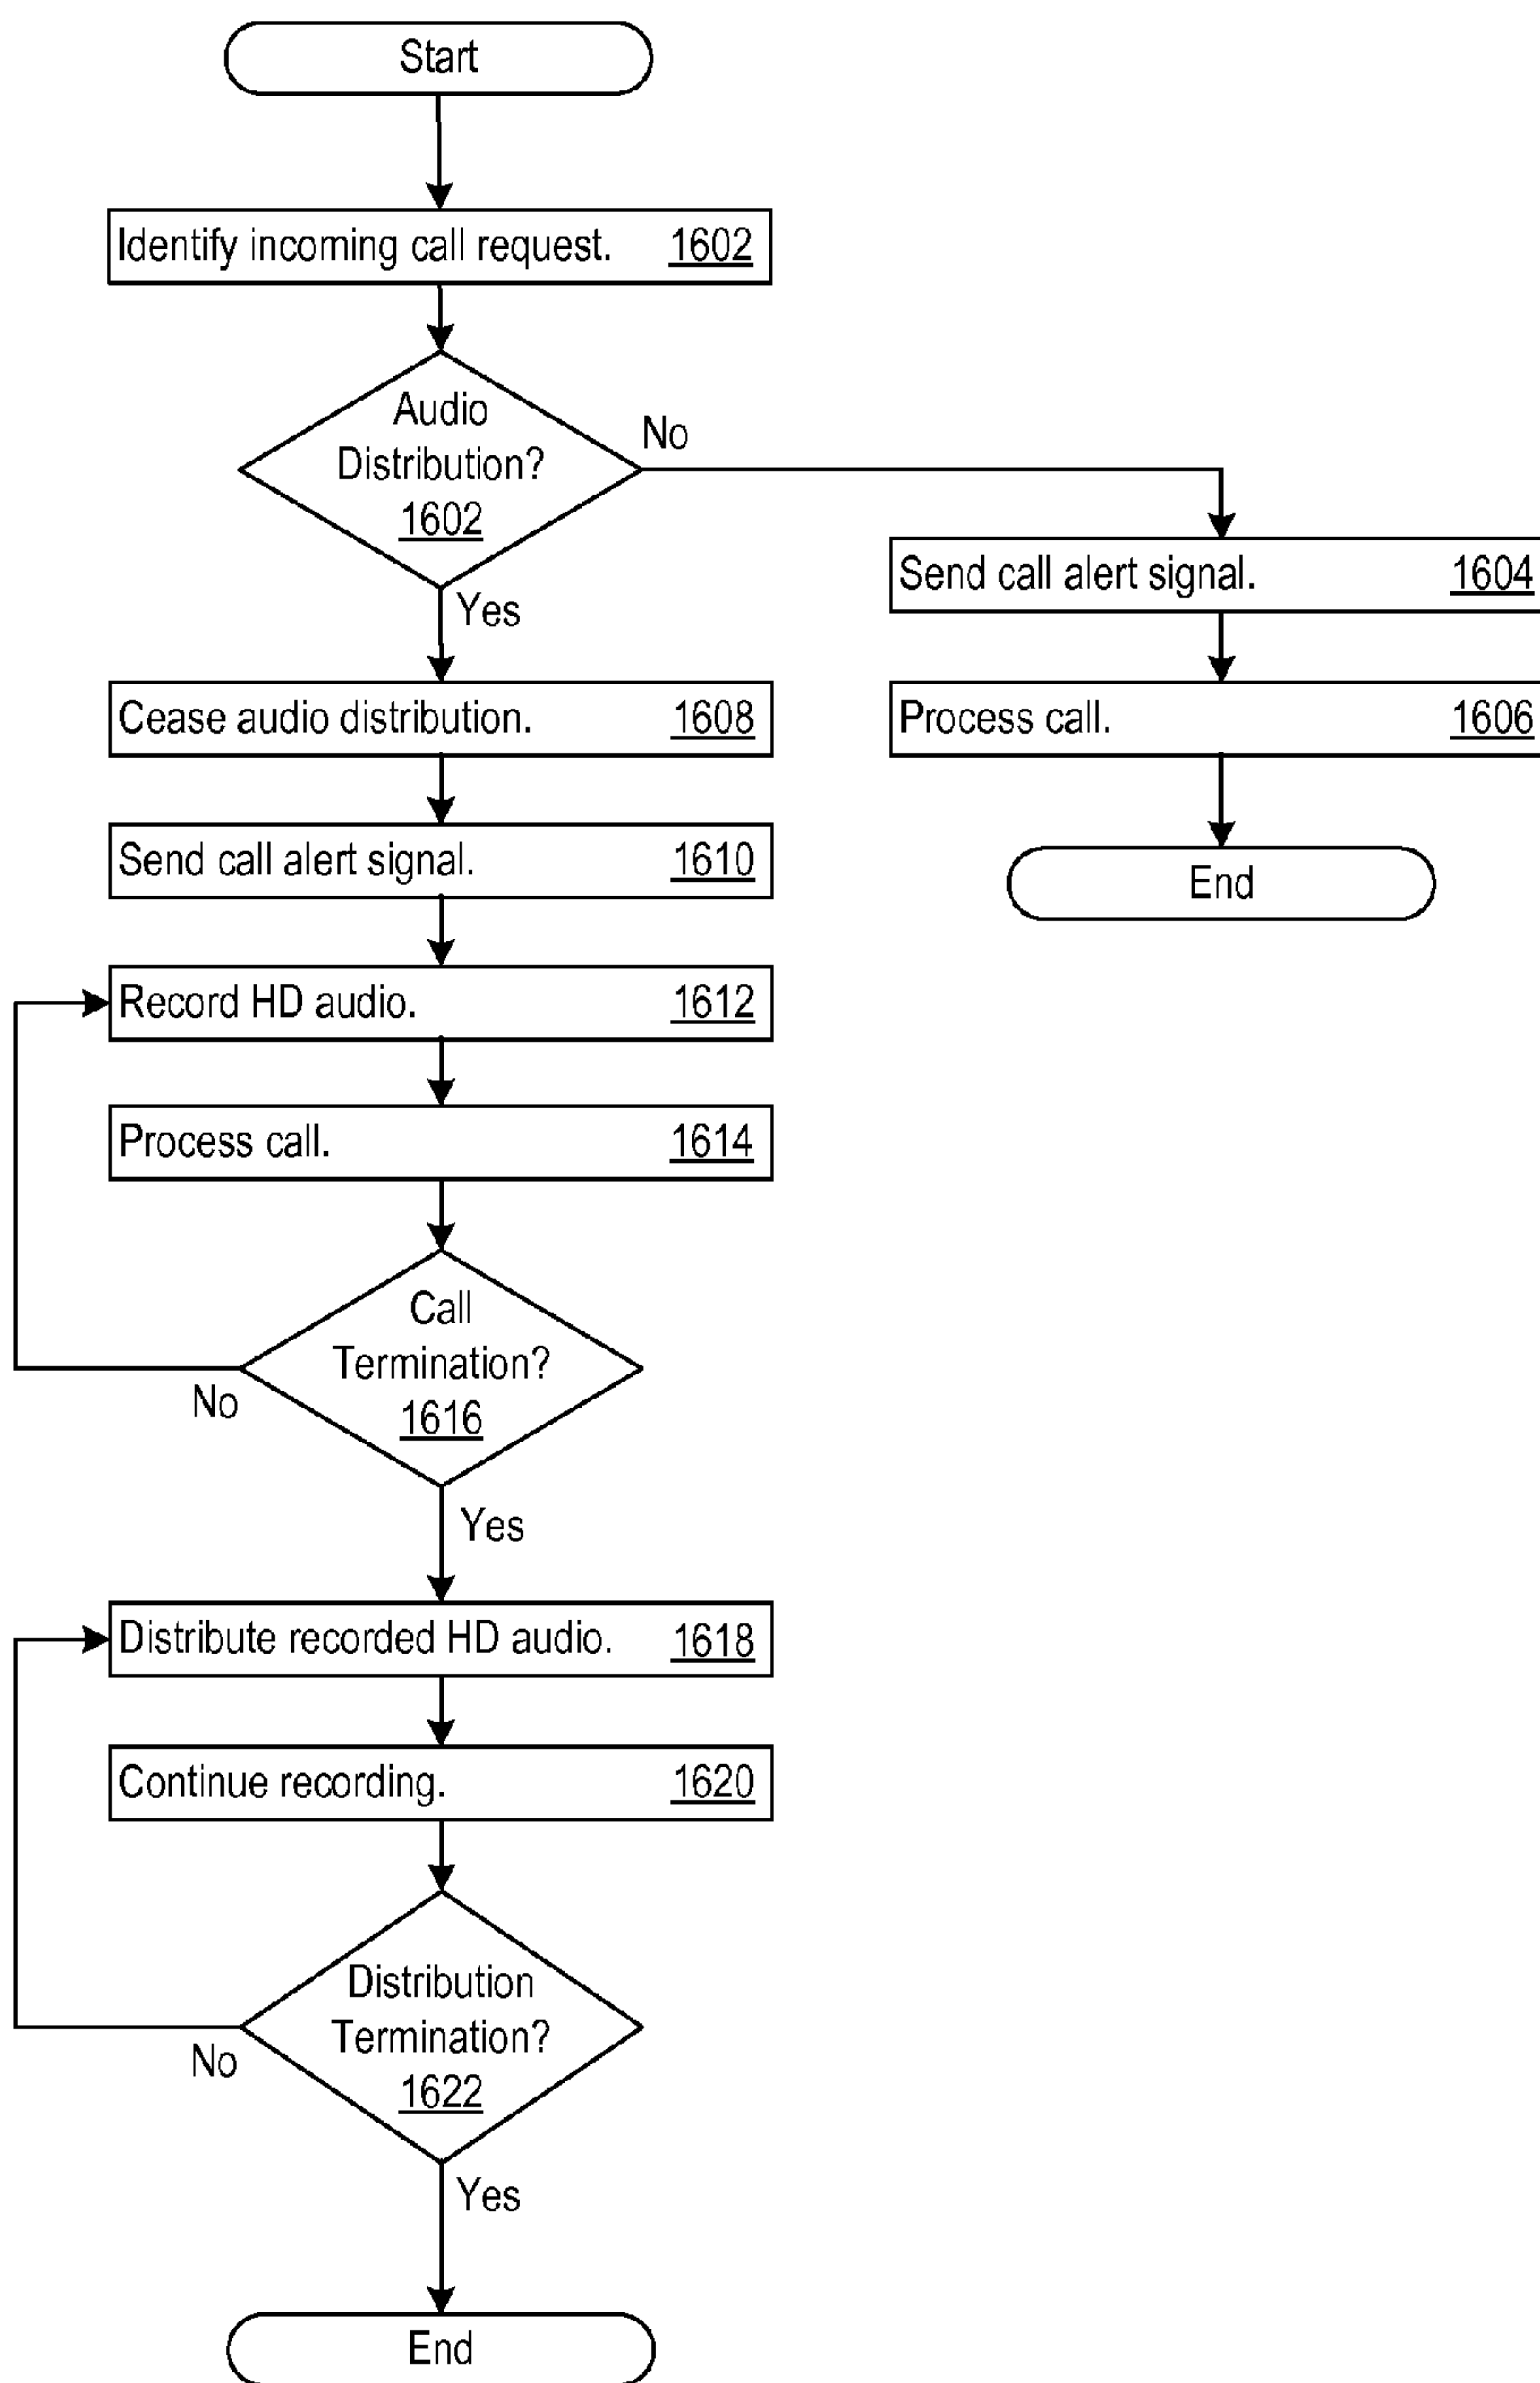 Start
Identify incoming call request. 1602
Audio
Distribution?
1602
No
Yes
Send call alert signal. 1604
Process call. 1606
End
Cease audio distribution. 1608
Send call alert signal. 1610
Record HD audio. 1612
Process call. 1614
Call
Termination?
1616
No
Yes
Distribute recorded HD audio. 1618
Continue recording. 1620
Distribution
Termination?
1622
No
Yes
End